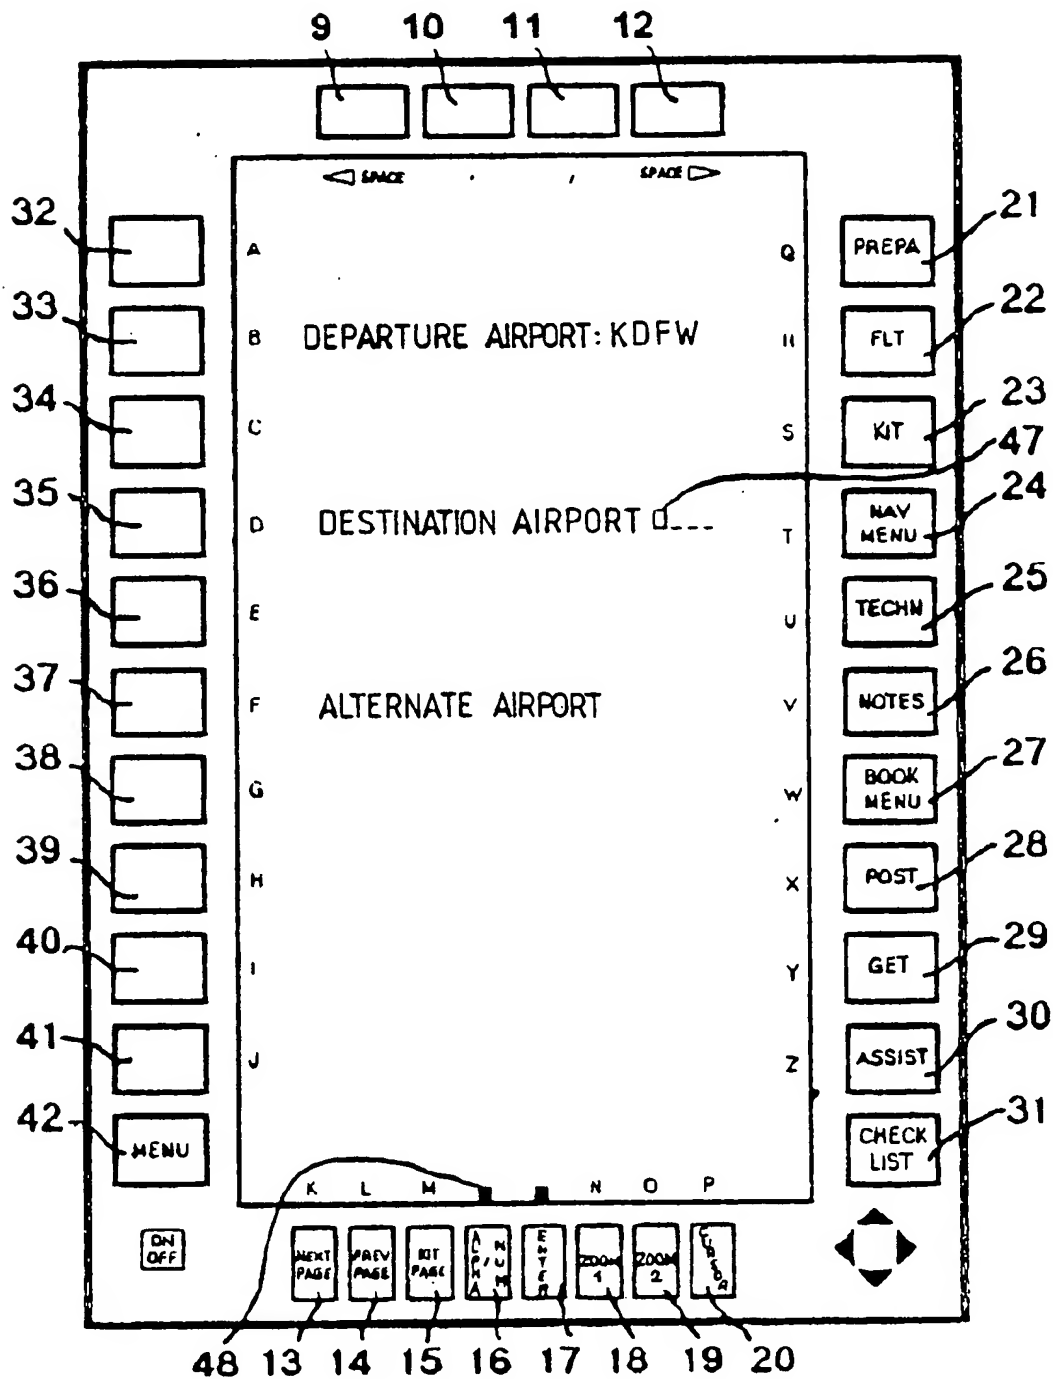 9 10 11 12
SPACE SPACE
32 A Q PREPA 21
33 B DEPARTURE AIRPORT: KDFW R FLT 22
34 C S KIT 23
47
35 D DESTINATION AIRPORT _--- T NAV MENU 24
36 E U TECHN 25
37 F ALTERNATE AIRPORT V NOTES 26
38 G W BOOK MENU 27
39 H X POST 28
40 I Y GET 29
41 J Z ASSIST 30
42 MENU CHECK LIST 31
K L M N O P
ON OFF NEXT PAGE PREV PAGE KIT PAGE ALPHA/NUM ENTER ZOOM 1 ZOOM 2 CURSOR
48 13 14 15 16 17 18 19 20